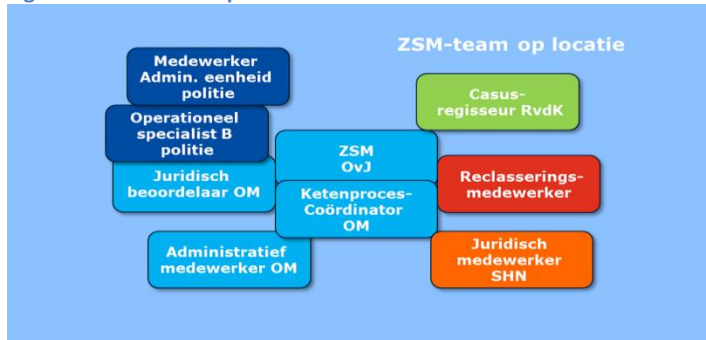 ZSM-team op locatie
Medewerker
Admin. eenheid
politie
Operationeel
specialist B
politie
Juridisch
beoordelaar OM
Administratief
medewerker OM
ZSM
OvJ
Ketenproces-
Coördinator
OM
Casus-
regisseur RvdK
Reclasserings-
medewerker
Juridisch
medewerker
SHN